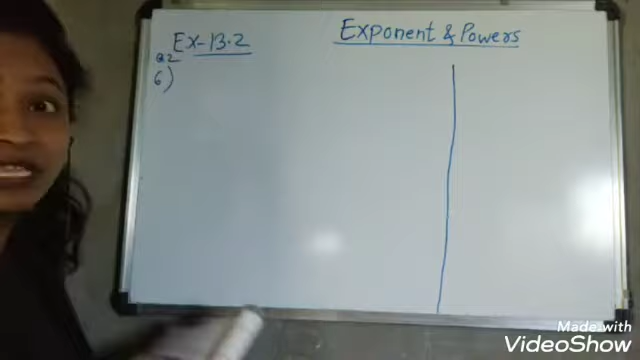 Ex-13.2
Exponent & Powers
Q2
6)
Made with
VideoShow